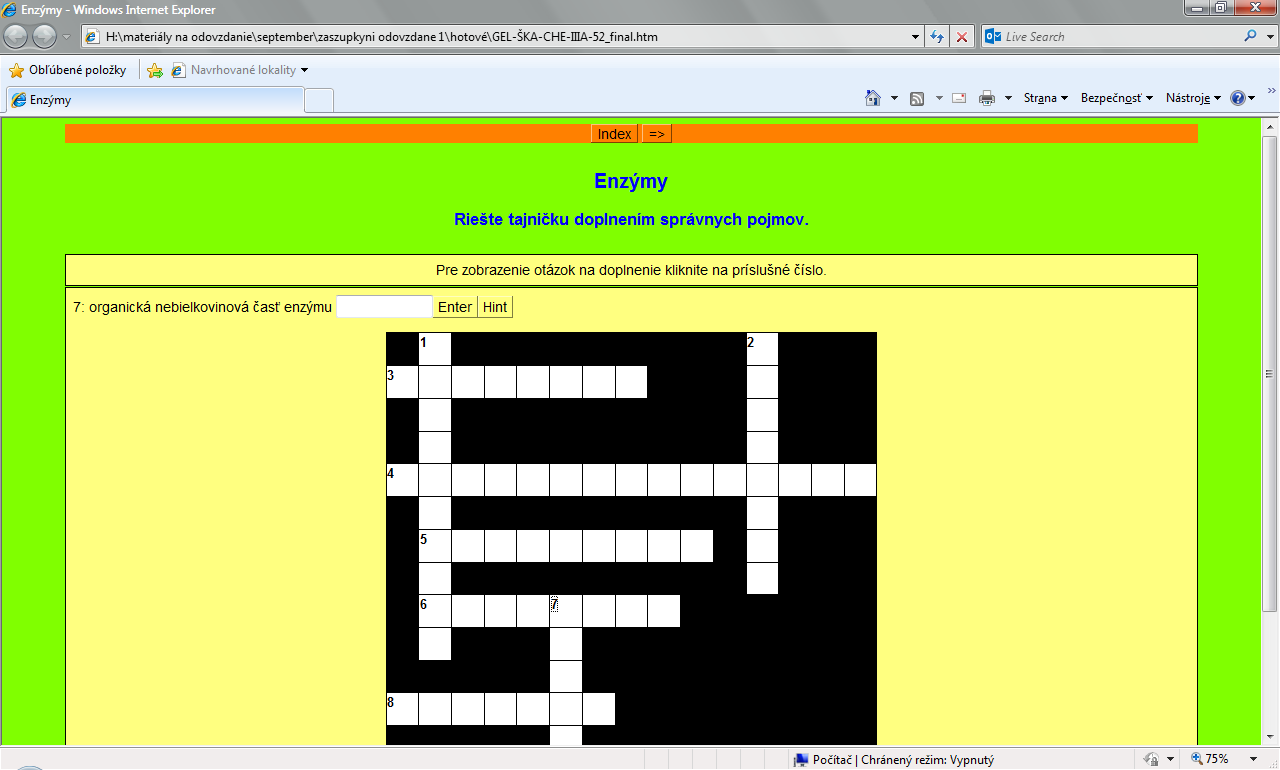 Enzýmy - Windows Internet Explorer
H:\materiály na odovzdanie\september\zaszupkyni odovzdane 1\hotové\GEL-ŠKA-CHE-IIIA-52_final.htm
Live Search
Obľúbené položky
Navrhované lokality
Enzýmy
Strana
Bezpečnosť
Nástroje
Index =>
Enzýmy
Riešte tajničku doplnením správnych pojmov.
Pre zobrazenie otázok na doplnenie kliknite na príslušné číslo.
7: organická nebielkovinová časť enzýmu Enter Hint
1 2
3
4
5
6 7
8
Počítač | Chránený režim: Vypnutý
75%